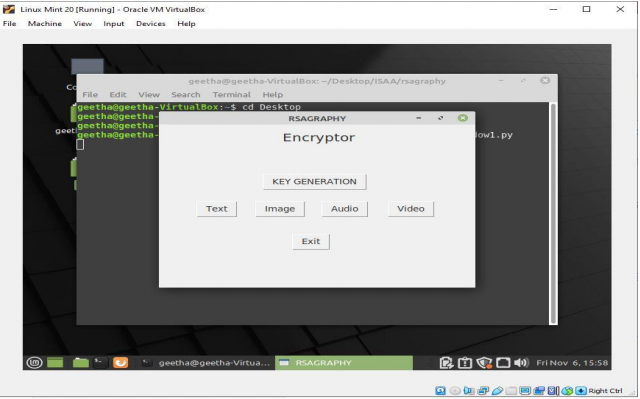 Linux Mint 20 [Running] - Oracle VM VirtualBox
File Machine View Input Devices Help
geetha@geetha-VirtualBox: ~/Desktop/ISAA/rsagraphy
File Edit View Search Terminal Help
geetha@geetha-VirtualBox:~$ cd Desktop
geetha@geetha-
geetha@geetha-
geetha@geetha-
RSAGRAPHY
Encryptor
KEY GENERATION
Text Image Audio Video
Exit
geetha@geetha-Virtua... RSAGRAPHY Fri Nov 6, 15:58
Right Ctrl